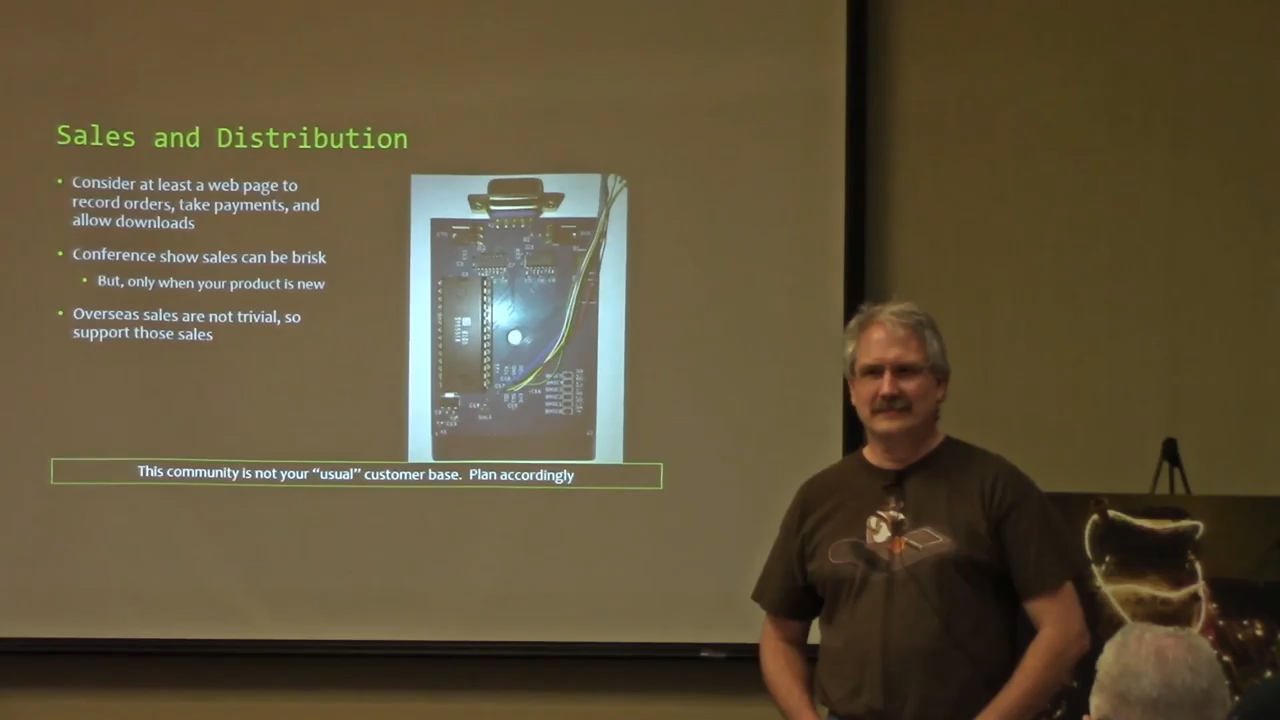 Sales and Distribution
• Consider at least a web page to
record orders, take payments, and
allow downloads
• Conference show sales can be brisk
• But, only when your product is new
• Overseas sales are not trivial, so
support those sales
This community is not your “usual” customer base. Plan accordingly